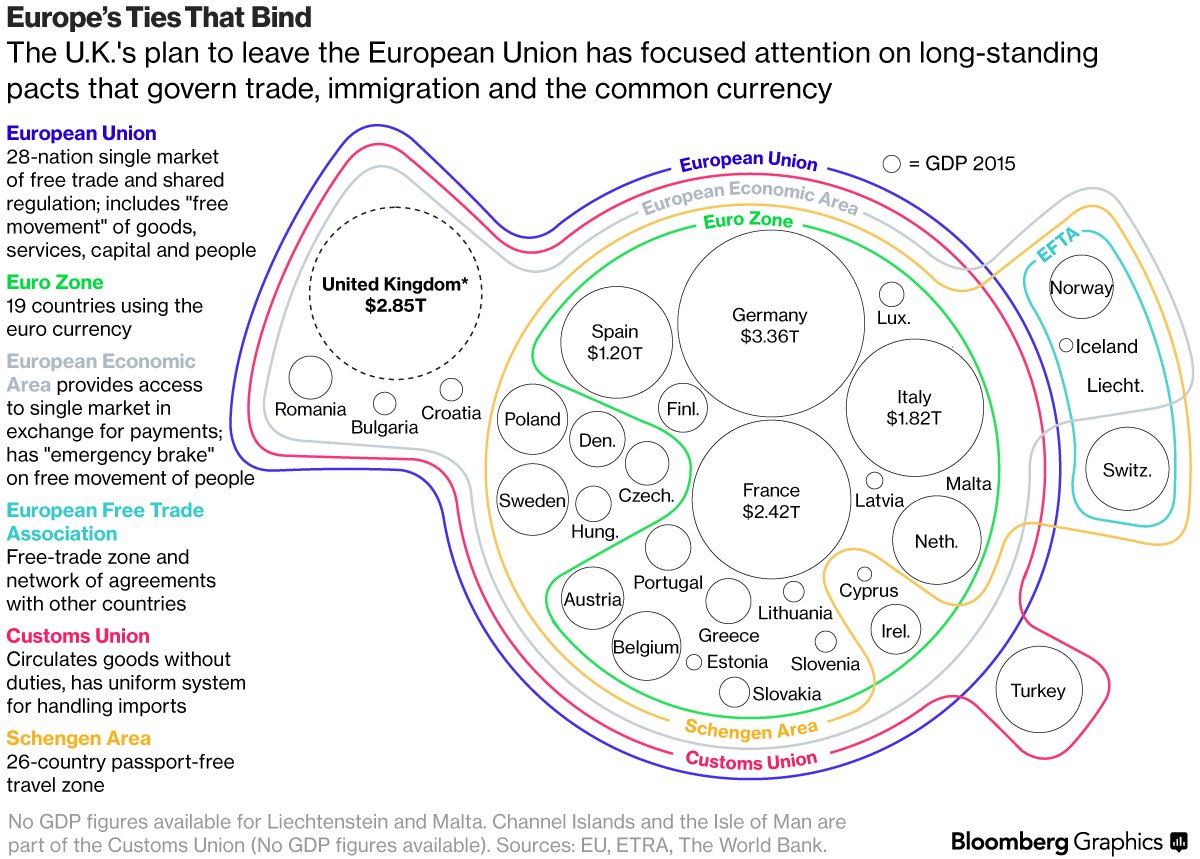 Europe's Ties That Bind
The U.K.'s plan to leave the European Union has focused attention on long-standing
pacts that govern trade, immigration and the common currency
European Union
28-nation single market
of free trade and shared
regulation; includes "free
movement" of goods,
services, capital and people
Euro Zone
19 countries using the
euro currency
European Economic
Area provides access
to single market in
exchange for payments;
has "emergency brake"
on free movement of people
European Free Trade
Association
Free-trade zone and
network of agreements
with other countries
Customs Union
Circulates goods without
duties, has uniform system
for handling imports
Schengen Area
26-country passport-free
travel zone
European Union
= GDP 2015
European Economic Area
Euro Zone
EFTA
United Kingdom*
$2.85T
Romania
Bulgaria
Croatia
Spain
$1.20T
Germany
$3.36T
Lux.
Norway
Iceland
Liecht.
Switz.
Italy
$1.82T
Finl.
Poland
Den.
Czech.
Sweden
Hung.
France
$2.42T
Latvia
Malta
Neth.
Portugal
Cyprus
Austria
Lithuania
Greece
Irel.
Belgium
Estonia
Slovenia
Slovakia
Turkey
Schengen Area
Customs Union
No GDP figures available for Liechtenstein and Malta. Channel Islands and the Isle of Man are
part of the Customs Union (No GDP figures available). Sources: EU, ETRA, The World Bank.
Bloomberg Graphics